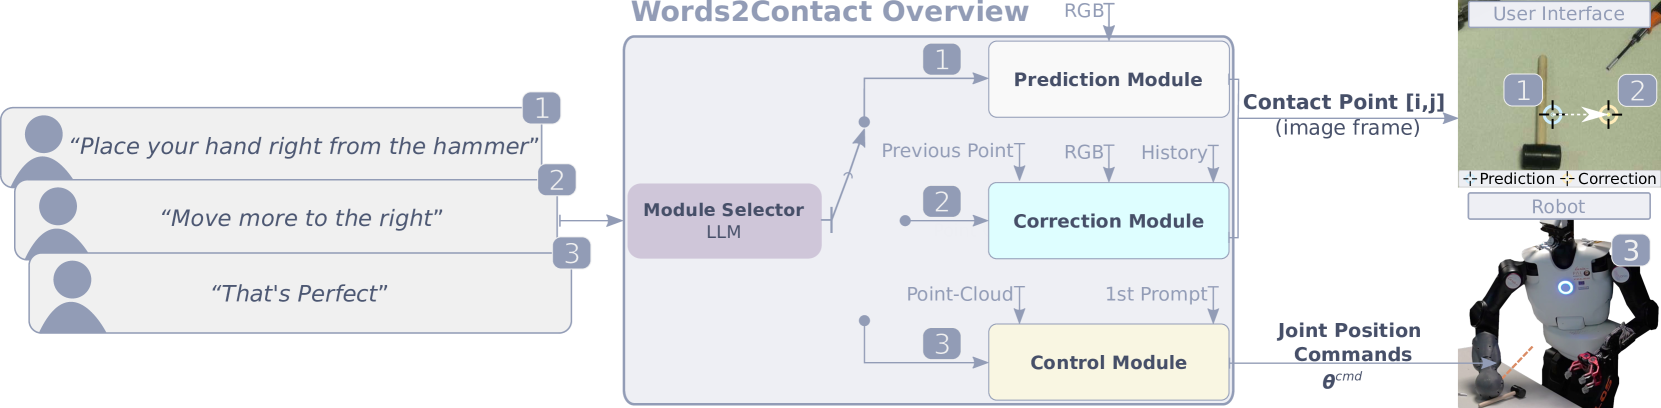 Words2Contact Overview
1
“Place your hand right from the hammer”
2
“Move more to the right”
3
“That's Perfect”
Module Selector
LLM
1
RGB
Prediction Module
Previous Point
RGB
History
2
Correction Module
Point-Cloud
1st Prompt
3
Control Module
Contact Point [i,j]
(image frame)
Joint Position
Commands
θcmd
User Interface
1
2
Prediction
Correction
Robot
3